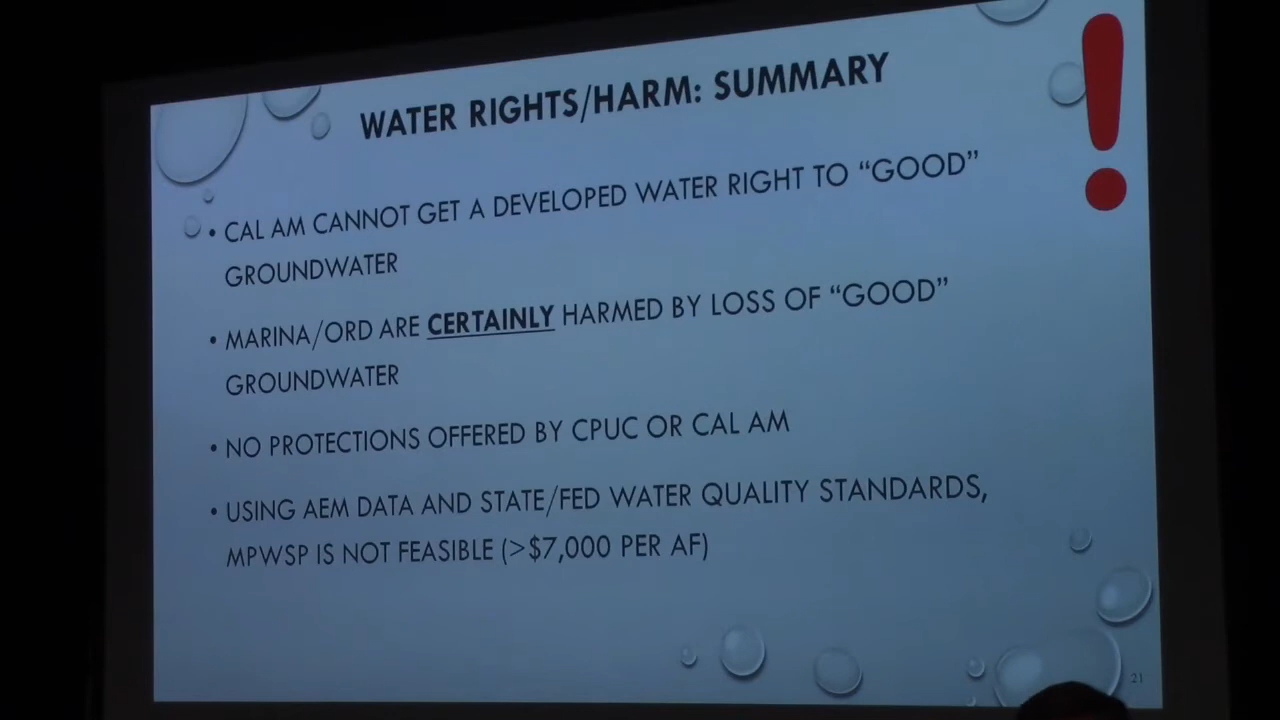 WATER RIGHTS/HARM: SUMMARY
• CAL AM CANNOT GET A DEVELOPED WATER RIGHT TO “GOOD”
GROUNDWATER
• MARINA/ORD ARE CERTAINLY HARMED BY LOSS OF “GOOD”
GROUNDWATER
• NO PROTECTIONS OFFERED BY CPUC OR CAL AM
• USING AEM DATA AND STATE/FED WATER QUALITY STANDARDS,
MPWSP IS NOT FEASIBLE (>$7,000 PER AF)
21